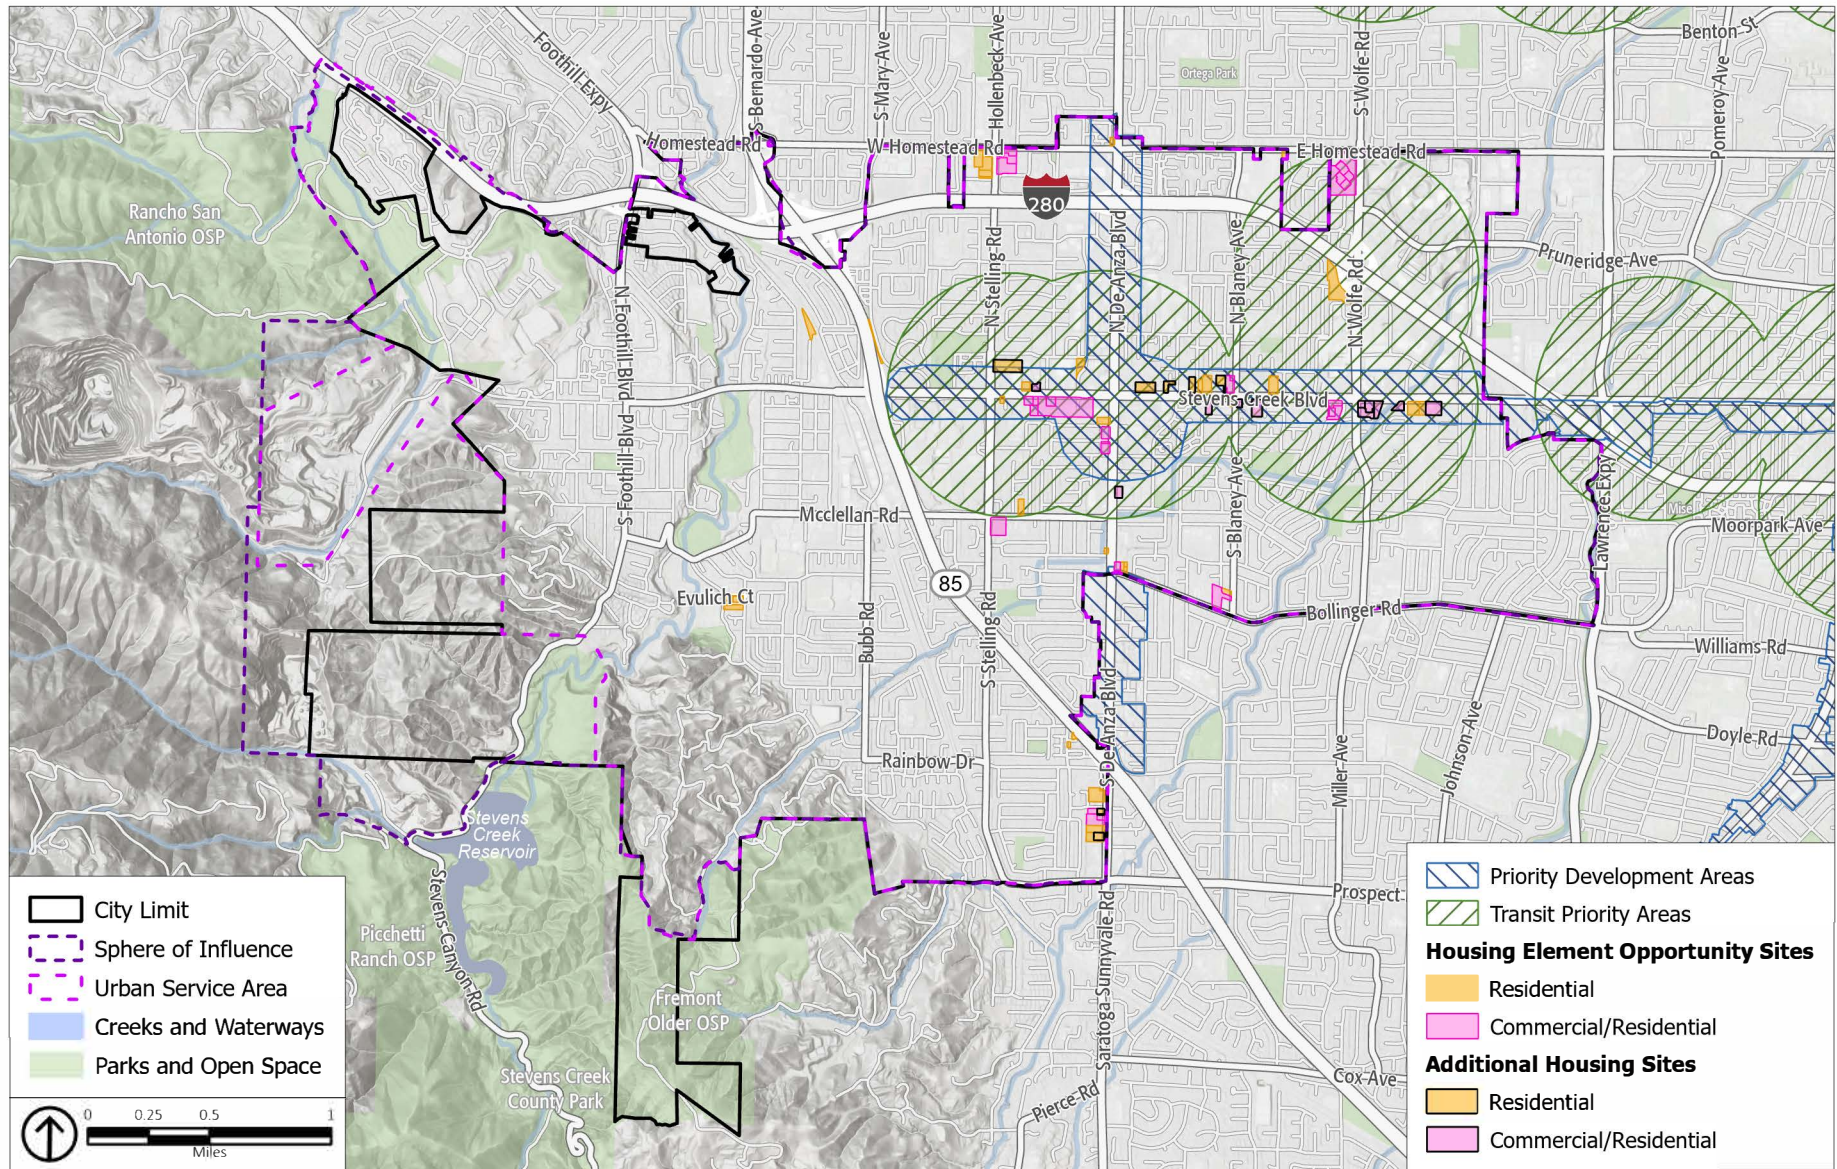 Foothill Expy
S-Bernardo-Ave
S-Mary-Ave
Hollenbeck-Ave
S-Wolfe-Rd
Benton-St
Pomeroy-Ave
Ortega Park
Homestead Rd
W Homestead Rd
E Homestead Rd
280
Rancho San
Antonio OSP
N-Stelling-Rd
N-De Anza-Blvd
N-Blaney-Ave
N-Wolfe Rd
Pruneridge Ave
N-Foothill-Blvd
Stevens Creek Blvd
S-Foothill-Blvd
Mcclellan Rd
S-Blaney-Ave
Lawrence-Expy
Mise
Moorpark Ave
85
Evulich Ct
Bubb-Rd
S-Stelling-Rd
Bollinger Rd
Williams Rd
S-De-Anza-Blvd
Rainbow Dr
Miller-Ave
Johnson-Ave
Doyle Rd
Stevens
Creek
Reservoir
Prospect
Stevens-Canyon-Rd
Picchetti
Ranch OSP
Fremont
Older OSP
Saratoga-Sunnyvale-Rd
Stevens Creek
County Park
Pierce-Rd
Cox-Ave
City Limit
Sphere of Influence
Urban Service Area
Creeks and Waterways
Parks and Open Space
0 0.25 0.5 1
Miles
Priority Development Areas
Transit Priority Areas
Housing Element Opportunity Sites
Residential
Commercial/Residential
Additional Housing Sites
Residential
Commercial/Residential